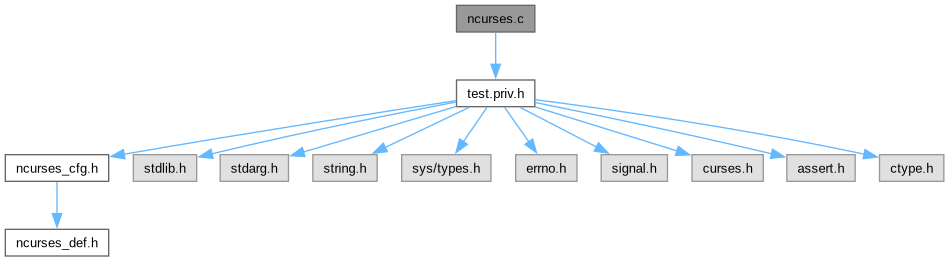 ncurses.c
test.priv.h
ncurses_cfg.h
stdlib.h
stdarg.h
string.h
sys/types.h
errno.h
signal.h
curses.h
assert.h
ctype.h
ncurses_def.h